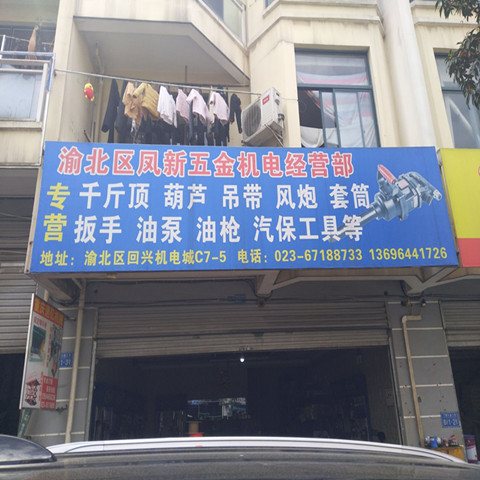 渝北区凤新五金机电经营部
专营
千斤顶 葫芦 吊带 风炮 套筒
扳手 油泵 油枪 汽保工具等
地址：渝北区回兴机电城C7-5 电话：023-67188733 13696441726